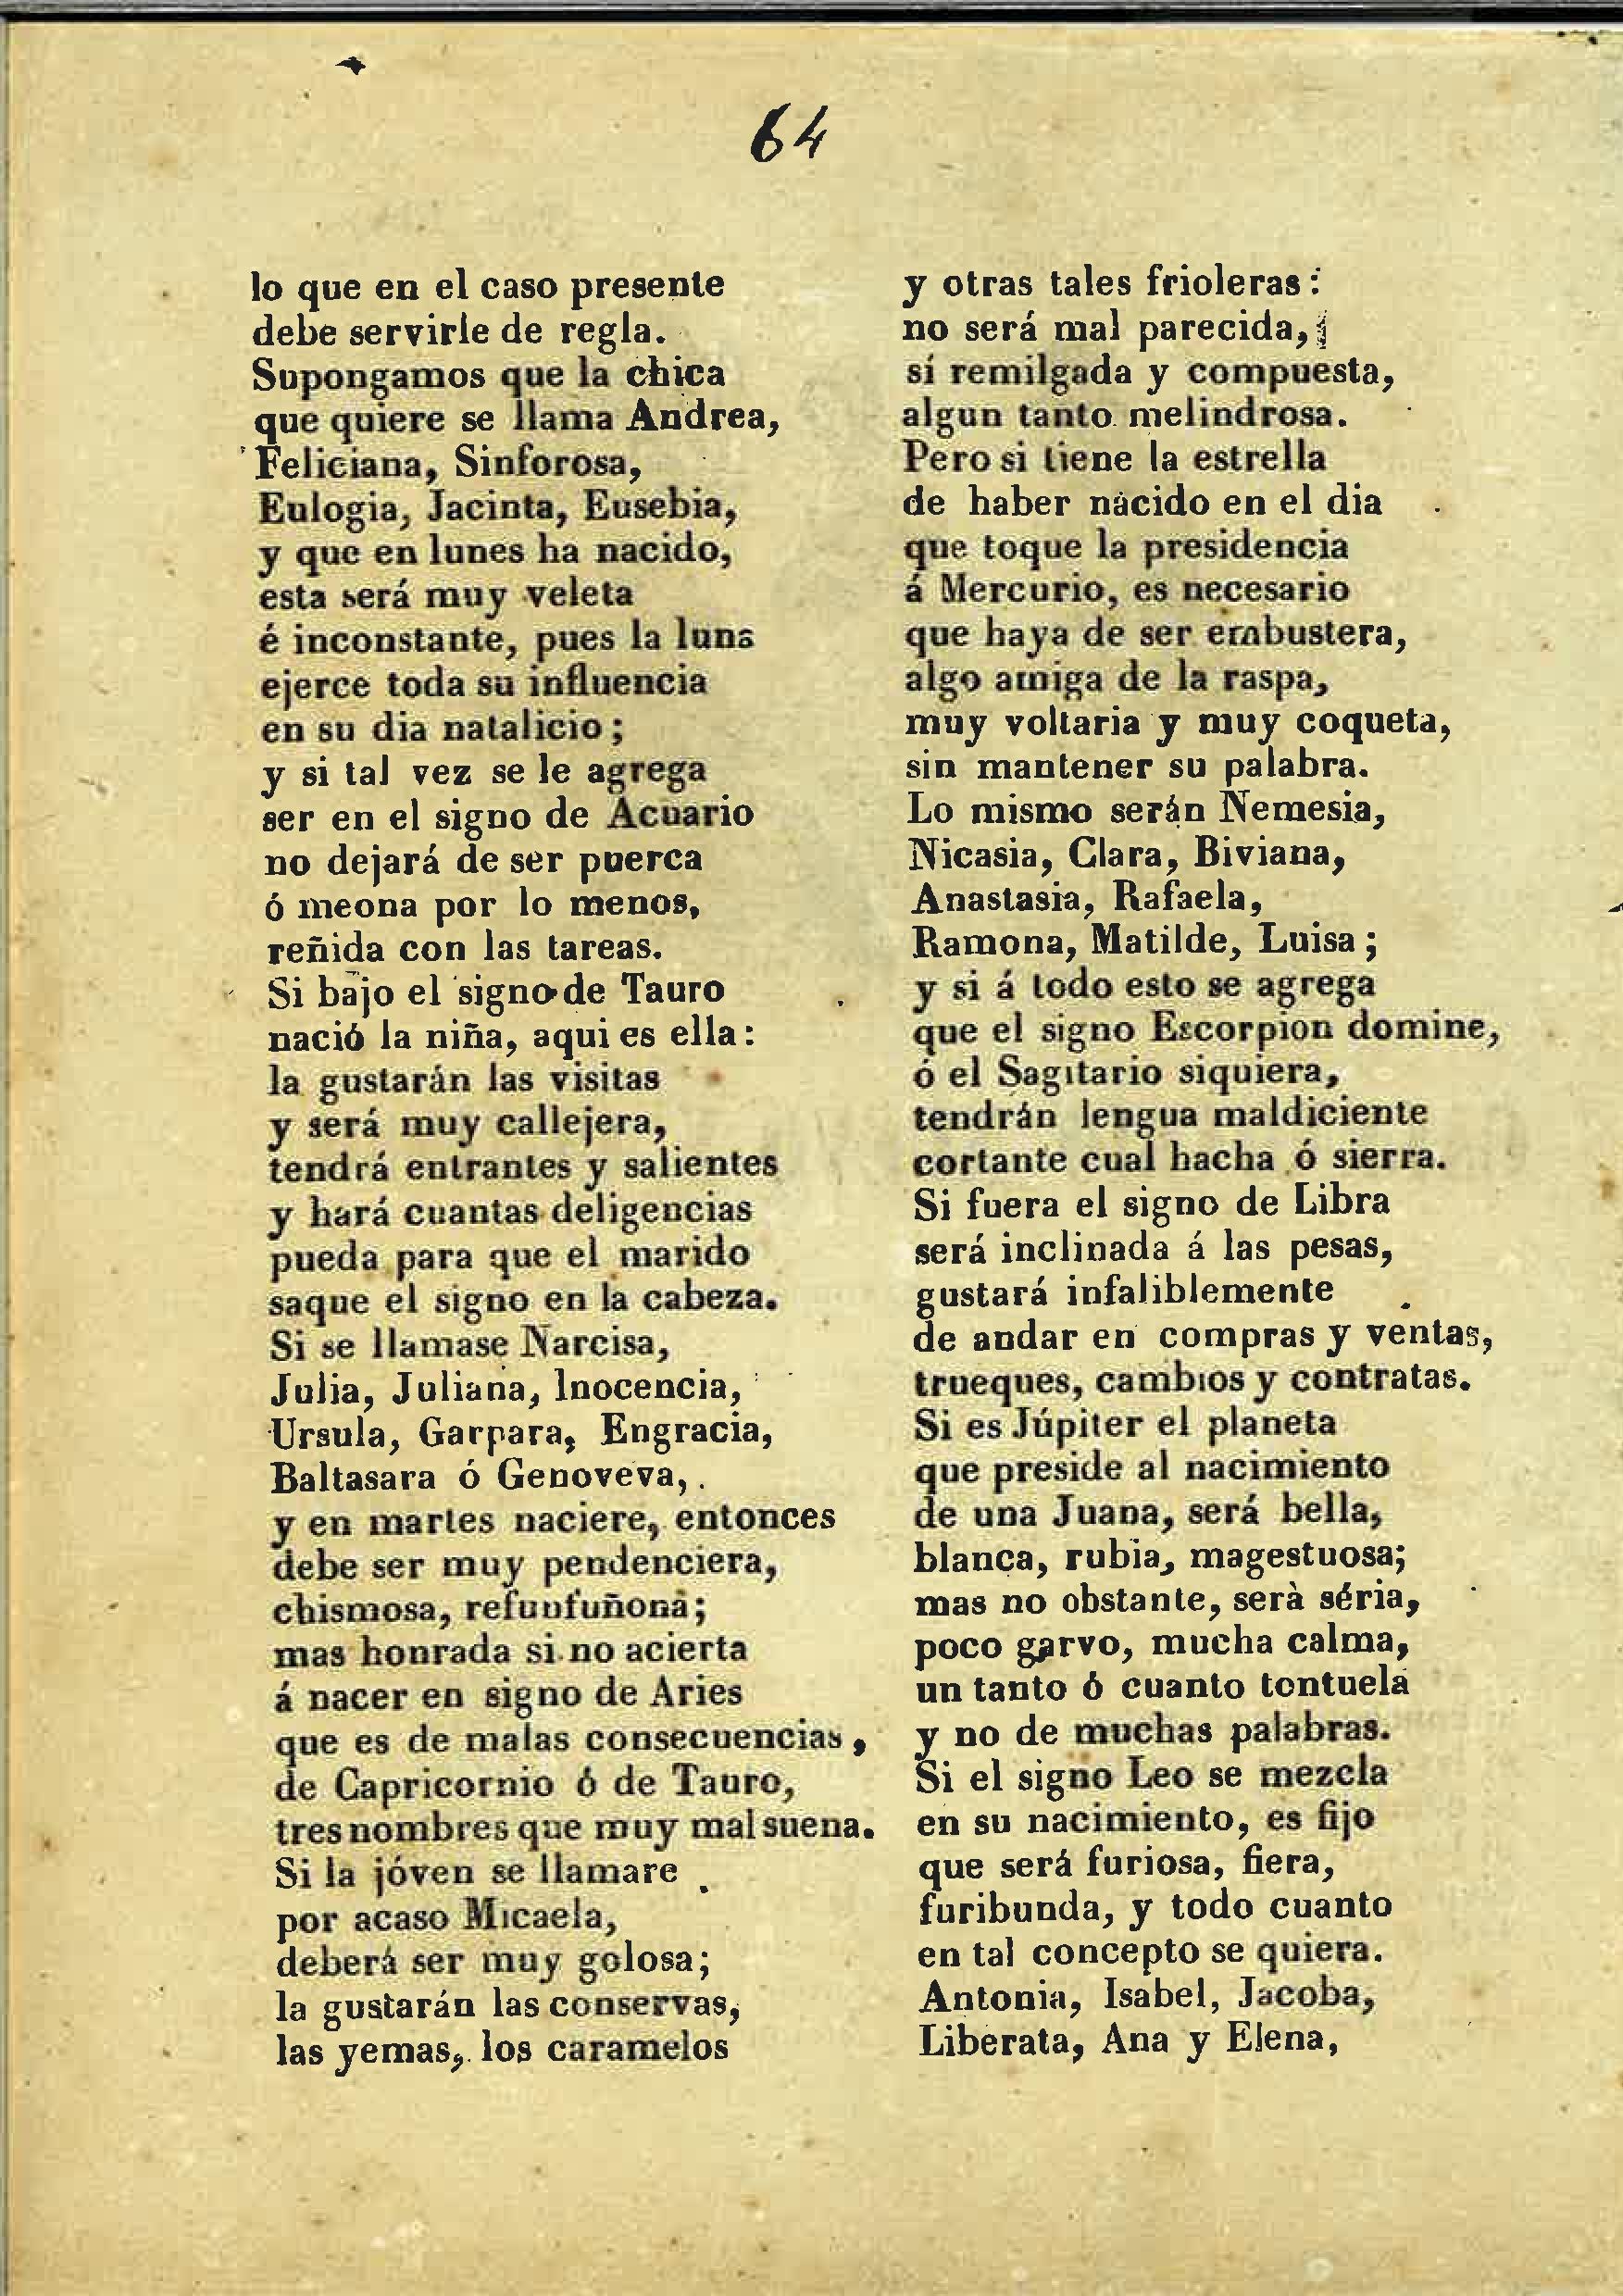 64
lo que en el caso presente
debe servirle de regla.
Supongamos que la chica
que quiere se llama Andrea,
Feliciana, Sinforosa,
Eulogia, Jacinta, Eusebia,
y que en lunes ha nacido,
esta será muy veleta
é inconstante, pues la luna
ejerce toda su influencia
en su dia natalicio;
y si tal vez se le agrega
ser en el signo de Acuario
no dejará de ser puerca
ó meona por lo menos,
reñida con las tareas.
Si bajo el signo de Tauro
nació la niña, aqui es ella:
la gustarán las visitas
y será muy callejera,
tendrá entrantes y salientes
y hará cuantas deligencias
pueda para que el marido
saque el signo en la cabeza.
Si se llamase Narcisa,
Julia, Juliana, Inocencia,
Ursula, Garpara, Engracia,
Baltasara ó Genoveva,
y en martes naciere, entonces
debe ser muy pendenciera,
chismosa, refunfuñona;
mas honrada si no acierta
á nacer en signo de Aries
que es de malas consecuencias,
de Capricornio ó de Tauro,
tres nombres que muy mal suena.
Si la jóven se llamare
por acaso Micaela,
deberá ser muy golosa;
la gustarán las conservas,
las yemas, los caramelos
y otras tales frioleras:
no será mal parecida,
sí remilgada y compuesta,
algun tanto melindrosa.
Pero si tiene la estrella
de haber nacido en el dia
que toque la presidencia
á Mercurio, es necesario
que haya de ser embustera,
algo amiga de la raspa,
muy voltaria y muy coqueta,
sin mantener su palabra.
Lo mismo serán Nemesia,
Nicasia, Clara, Biviana,
Anastasia, Rafaela,
Ramona, Matilde, Luisa;
y si á todo esto se agrega
que el signo Escorpion domine,
ó el Sagitario siquiera,
tendrán lengua maldiciente
cortante cual hacha ó sierra.
Si fuera el signo de Libra
será inclinada á las pesas,
gustará infaliblemente
de andar en compras y ventas,
trueques, cambios y contratas.
Si es Júpiter el planeta
que preside al nacimiento
de una Juana, será bella,
blanca, rubia, magestuosa;
mas no obstante, serà séria,
poco garvo, mucha calma,
un tanto ó cuanto tontuela
y no de muchas palabras.
Si el signo Leo se mezcla
en su nacimiento, es fijo
que será furiosa, fiera,
furibunda, y todo cuanto
en tal concepto se quiera.
Antonia, Isabel, Jacoba,
Liberata, Ana y Elena,